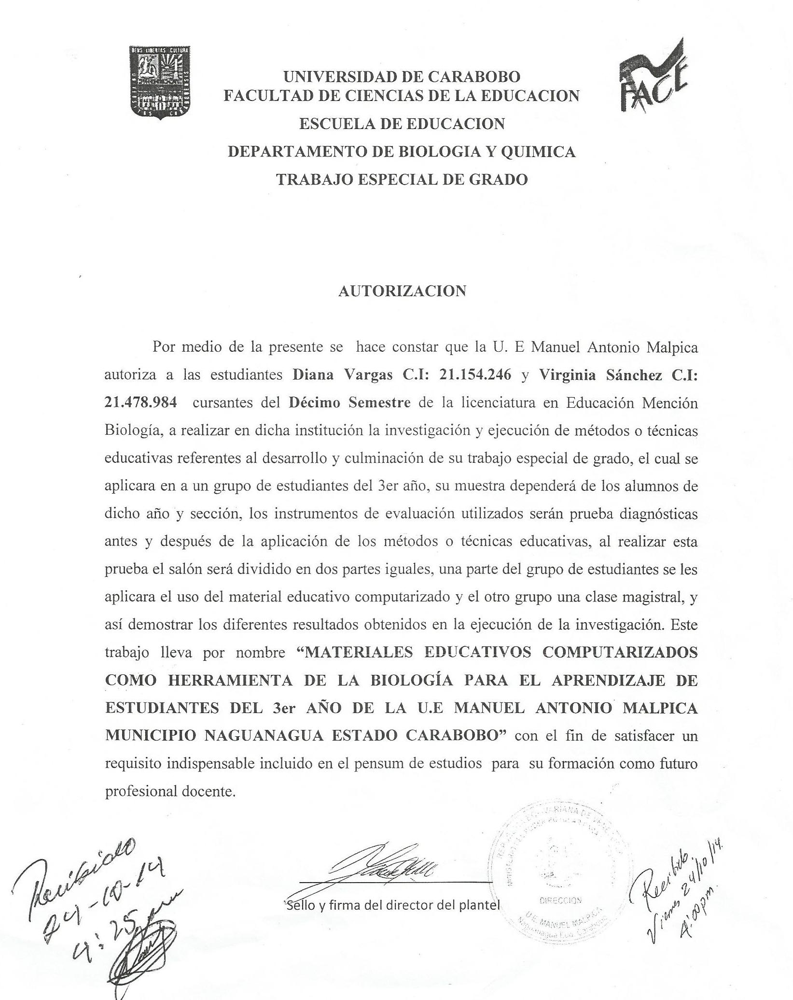 DEUS LIBERTAS CULTURA
FACE
UNIVERSIDAD DE CARABOBO
FACULTAD DE CIENCIAS DE LA EDUCACION
ESCUELA DE EDUCACION
DEPARTAMENTO DE BIOLOGIA Y QUIMICA
TRABAJO ESPECIAL DE GRADO
AUTORIZACION
Por medio de la presente se hace constar que la U. E Manuel Antonio Malpica
autoriza a las estudiantes Diana Vargas C.I: 21.154.246 y Virginia Sánchez C.I:
21.478.984 cursantes del Décimo Semestre de la licenciatura en Educación Mención
Biología, a realizar en dicha institución la investigación y ejecución de métodos o técnicas
educativas referentes al desarrollo y culminación de su trabajo especial de grado, el cual se
aplicara en a un grupo de estudiantes del 3er año, su muestra dependerá de los alumnos de
dicho año y sección, los instrumentos de evaluación utilizados serán prueba diagnósticas
antes y después de la aplicación de los métodos o técnicas educativas, al realizar esta
prueba el salón será dividido en dos partes iguales, una parte del grupo de estudiantes se les
aplicara el uso del material educativo computarizado y el otro grupo una clase magistral, y
así demostrar los diferentes resultados obtenidos en la ejecución de la investigación. Este
trabajo lleva por nombre “MATERIALES EDUCATIVOS COMPUTARIZADOS
COMO HERRAMIENTA DE LA BIOLOGÍA PARA EL APRENDIZAJE DE
ESTUDIANTES DEL 3er AÑO DE LA U.E MANUEL ANTONIO MALPICA
MUNICIPIO NAGUANAGUA ESTADO CARABOBO” con el fin de satisfacer un
requisito indispensable incluido en el pensum de estudios para su formación como futuro
profesional docente.
Recibido
24-10-14
4:25 pm
Sello y firma del director del plantel
DIRECCION
U.E. MANUEL MALPICA
Naguanagua Edo. Carabobo
Recibido.
Viernes 24/10/14.
4:00pm.